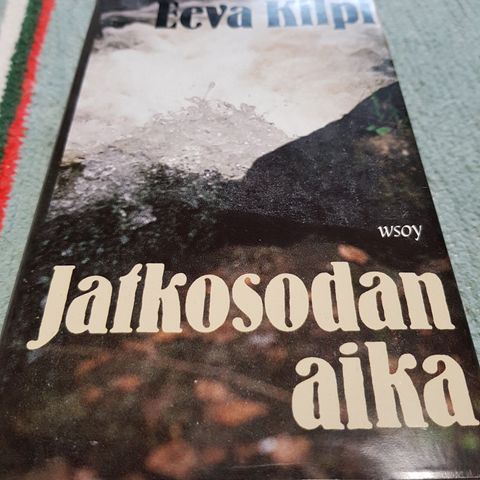 Eeva Kilpi
wsoy
Jatkosodan
aika